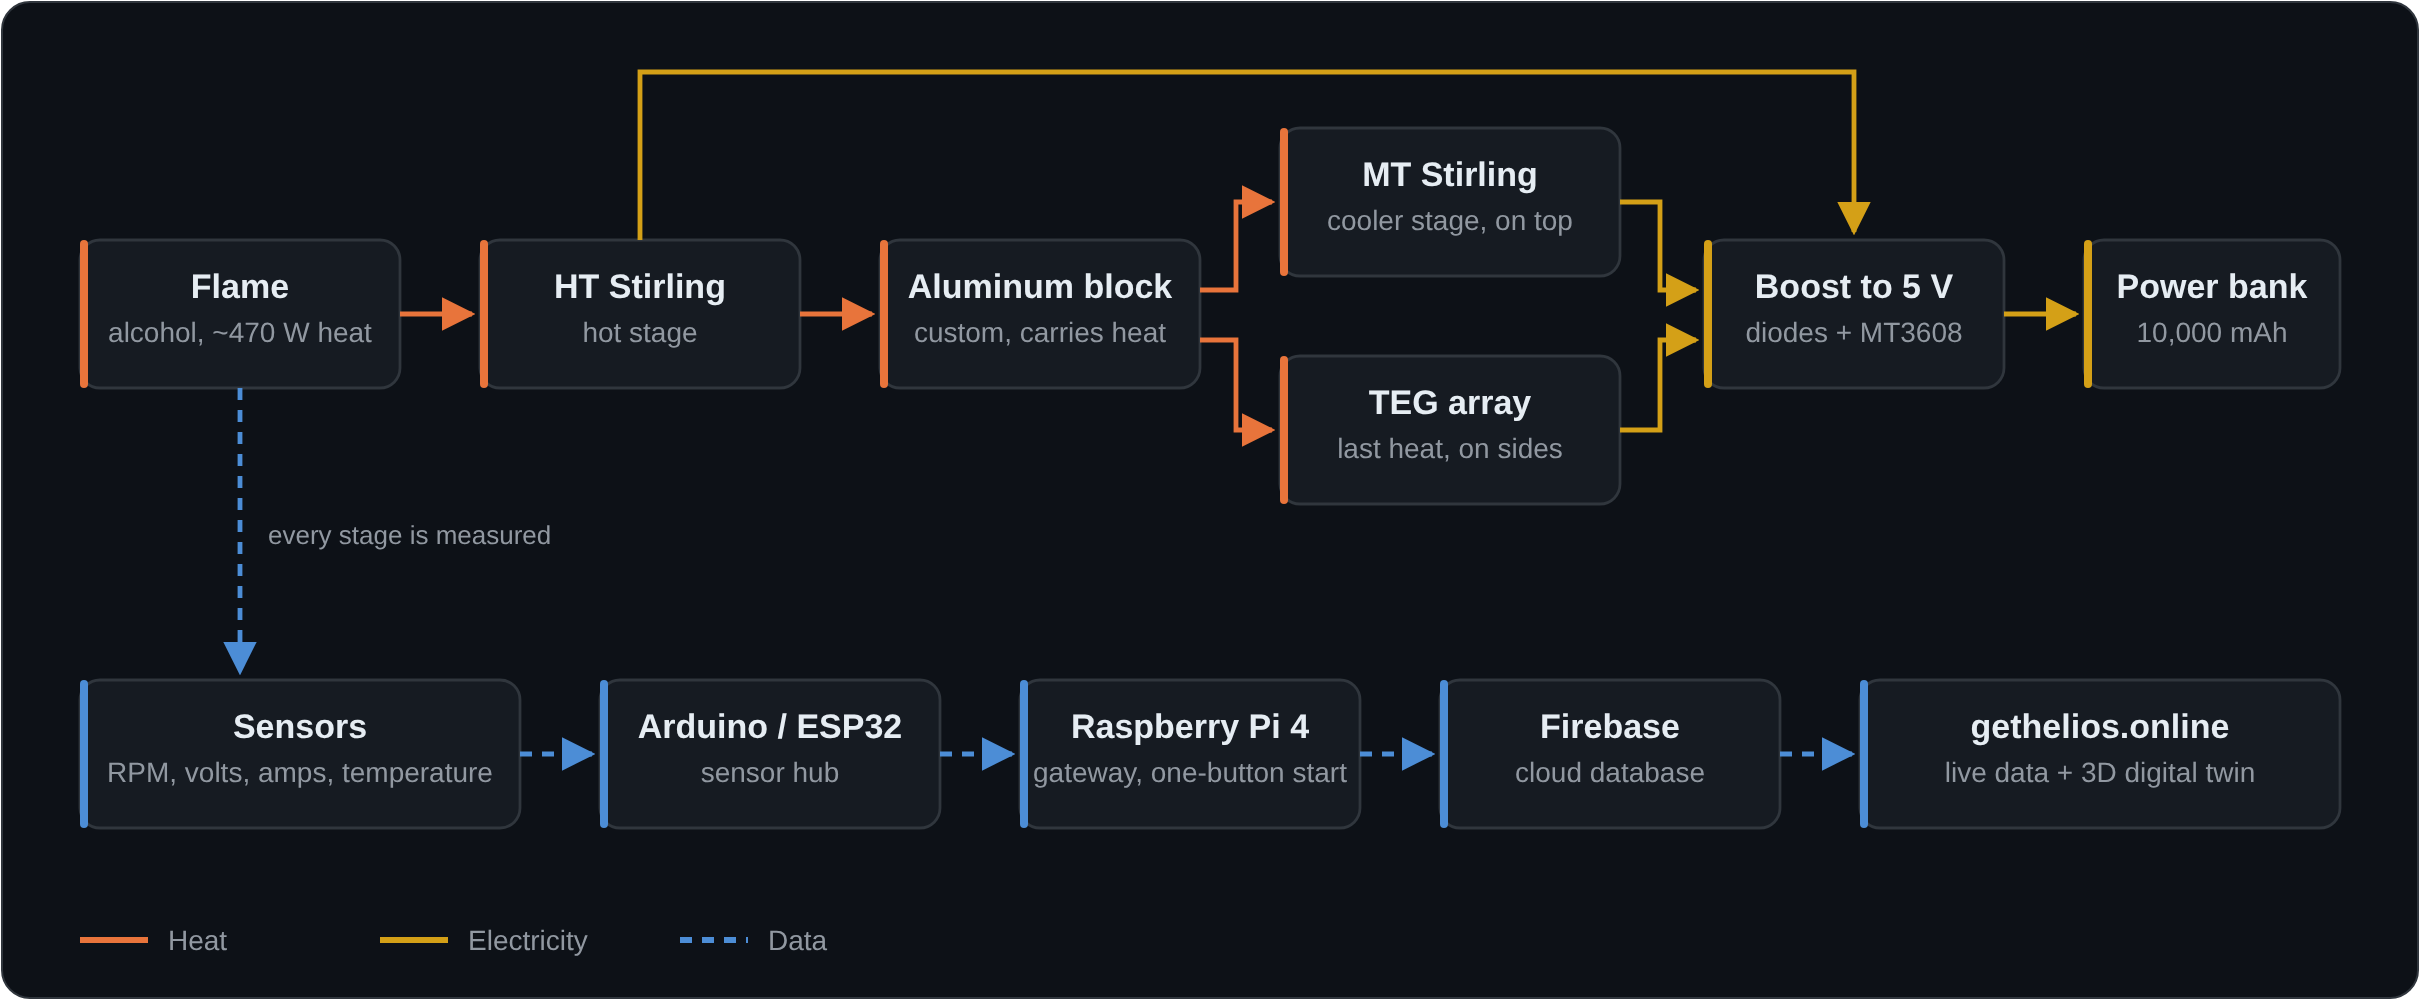 MT Stirling
cooler stage, on top
Flame
alcohol, ~470 W heat
HT Stirling
hot stage
Aluminum block
custom, carries heat
Boost to 5 V
diodes + MT3608
Power bank
10,000 mAh
TEG array
last heat, on sides
every stage is measured
Sensors
RPM, volts, amps, temperature
Arduino / ESP32
sensor hub
Raspberry Pi 4
gateway, one-button start
Firebase
cloud database
gethelios.online
live data + 3D digital twin
Heat
Electricity
Data